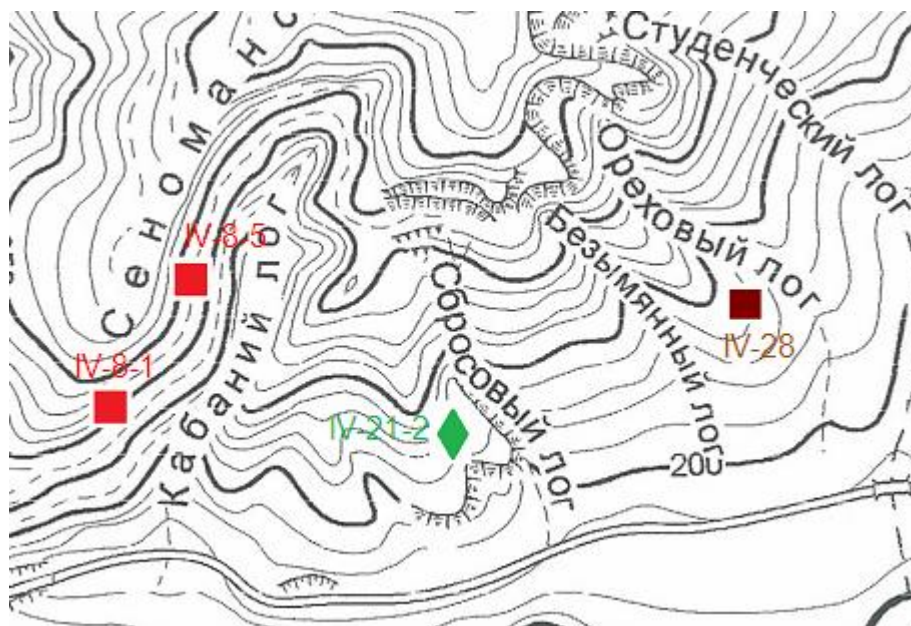 Студенческий лог
Сеноманс
Ореховый лог
Безымянный лог
IV-8-5
Сбросовый лог
IV-28
IV-8-1
Кабаний лог
IV-21-2
200